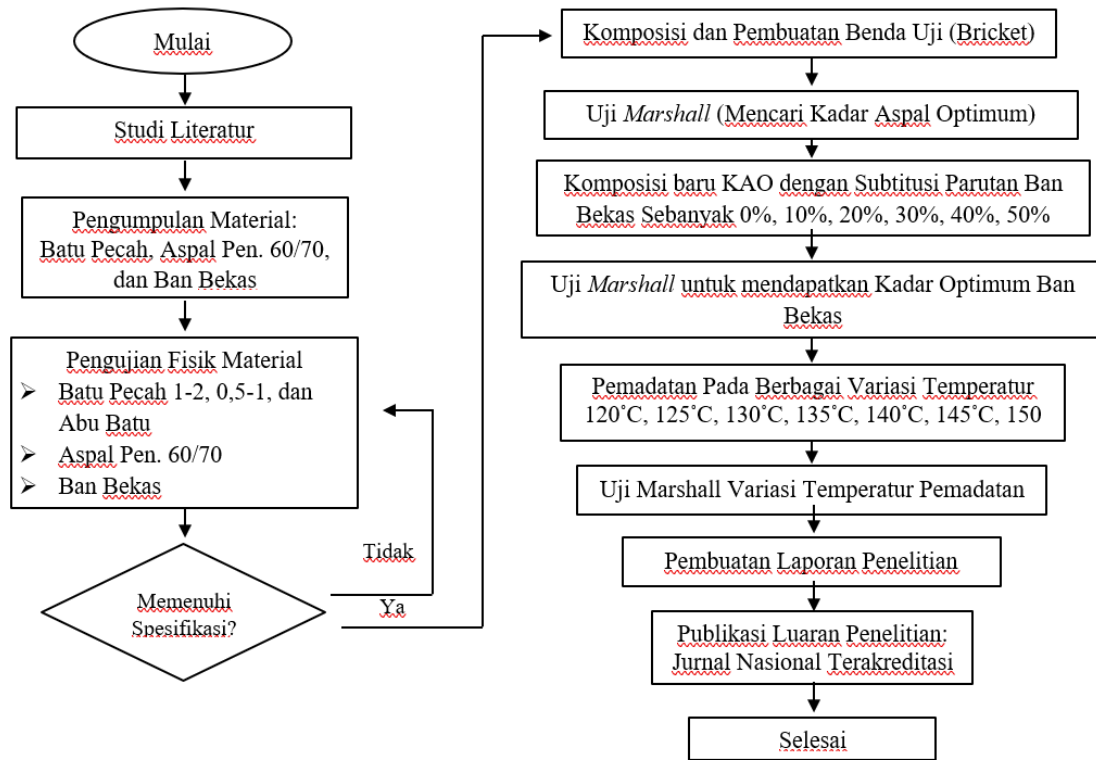 Mulai
Studi Literatur
Pengumpulan Material:
Batu Pecah, Aspal Pen. 60/70,
dan Ban Bekas
Pengujian Fisik Material
➢ Batu Pecah 1-2, 0,5-1, dan
Abu Batu
➢ Aspal Pen. 60/70
➢ Ban Bekas
Memenuhi
Spesifikasi?
Tidak
Ya
Komposisi dan Pembuatan Benda Uji (Bricket)
Uji Marshall (Mencari Kadar Aspal Optimum)
Komposisi baru KAO dengan Subtitusi Parutan Ban
Bekas Sebanyak 0%, 10%, 20%, 30%, 40%, 50%
Uji Marshall untuk mendapatkan Kadar Optimum Ban
Bekas
Pemadatan Pada Berbagai Variasi Temperatur
120˚C, 125˚C, 130˚C, 135˚C, 140˚C, 145˚C, 150
Uji Marshall Variasi Temperatur Pemadatan
Pembuatan Laporan Penelitian
Publikasi Luaran Penelitian:
Jurnal Nasional Terakreditasi
Selesai